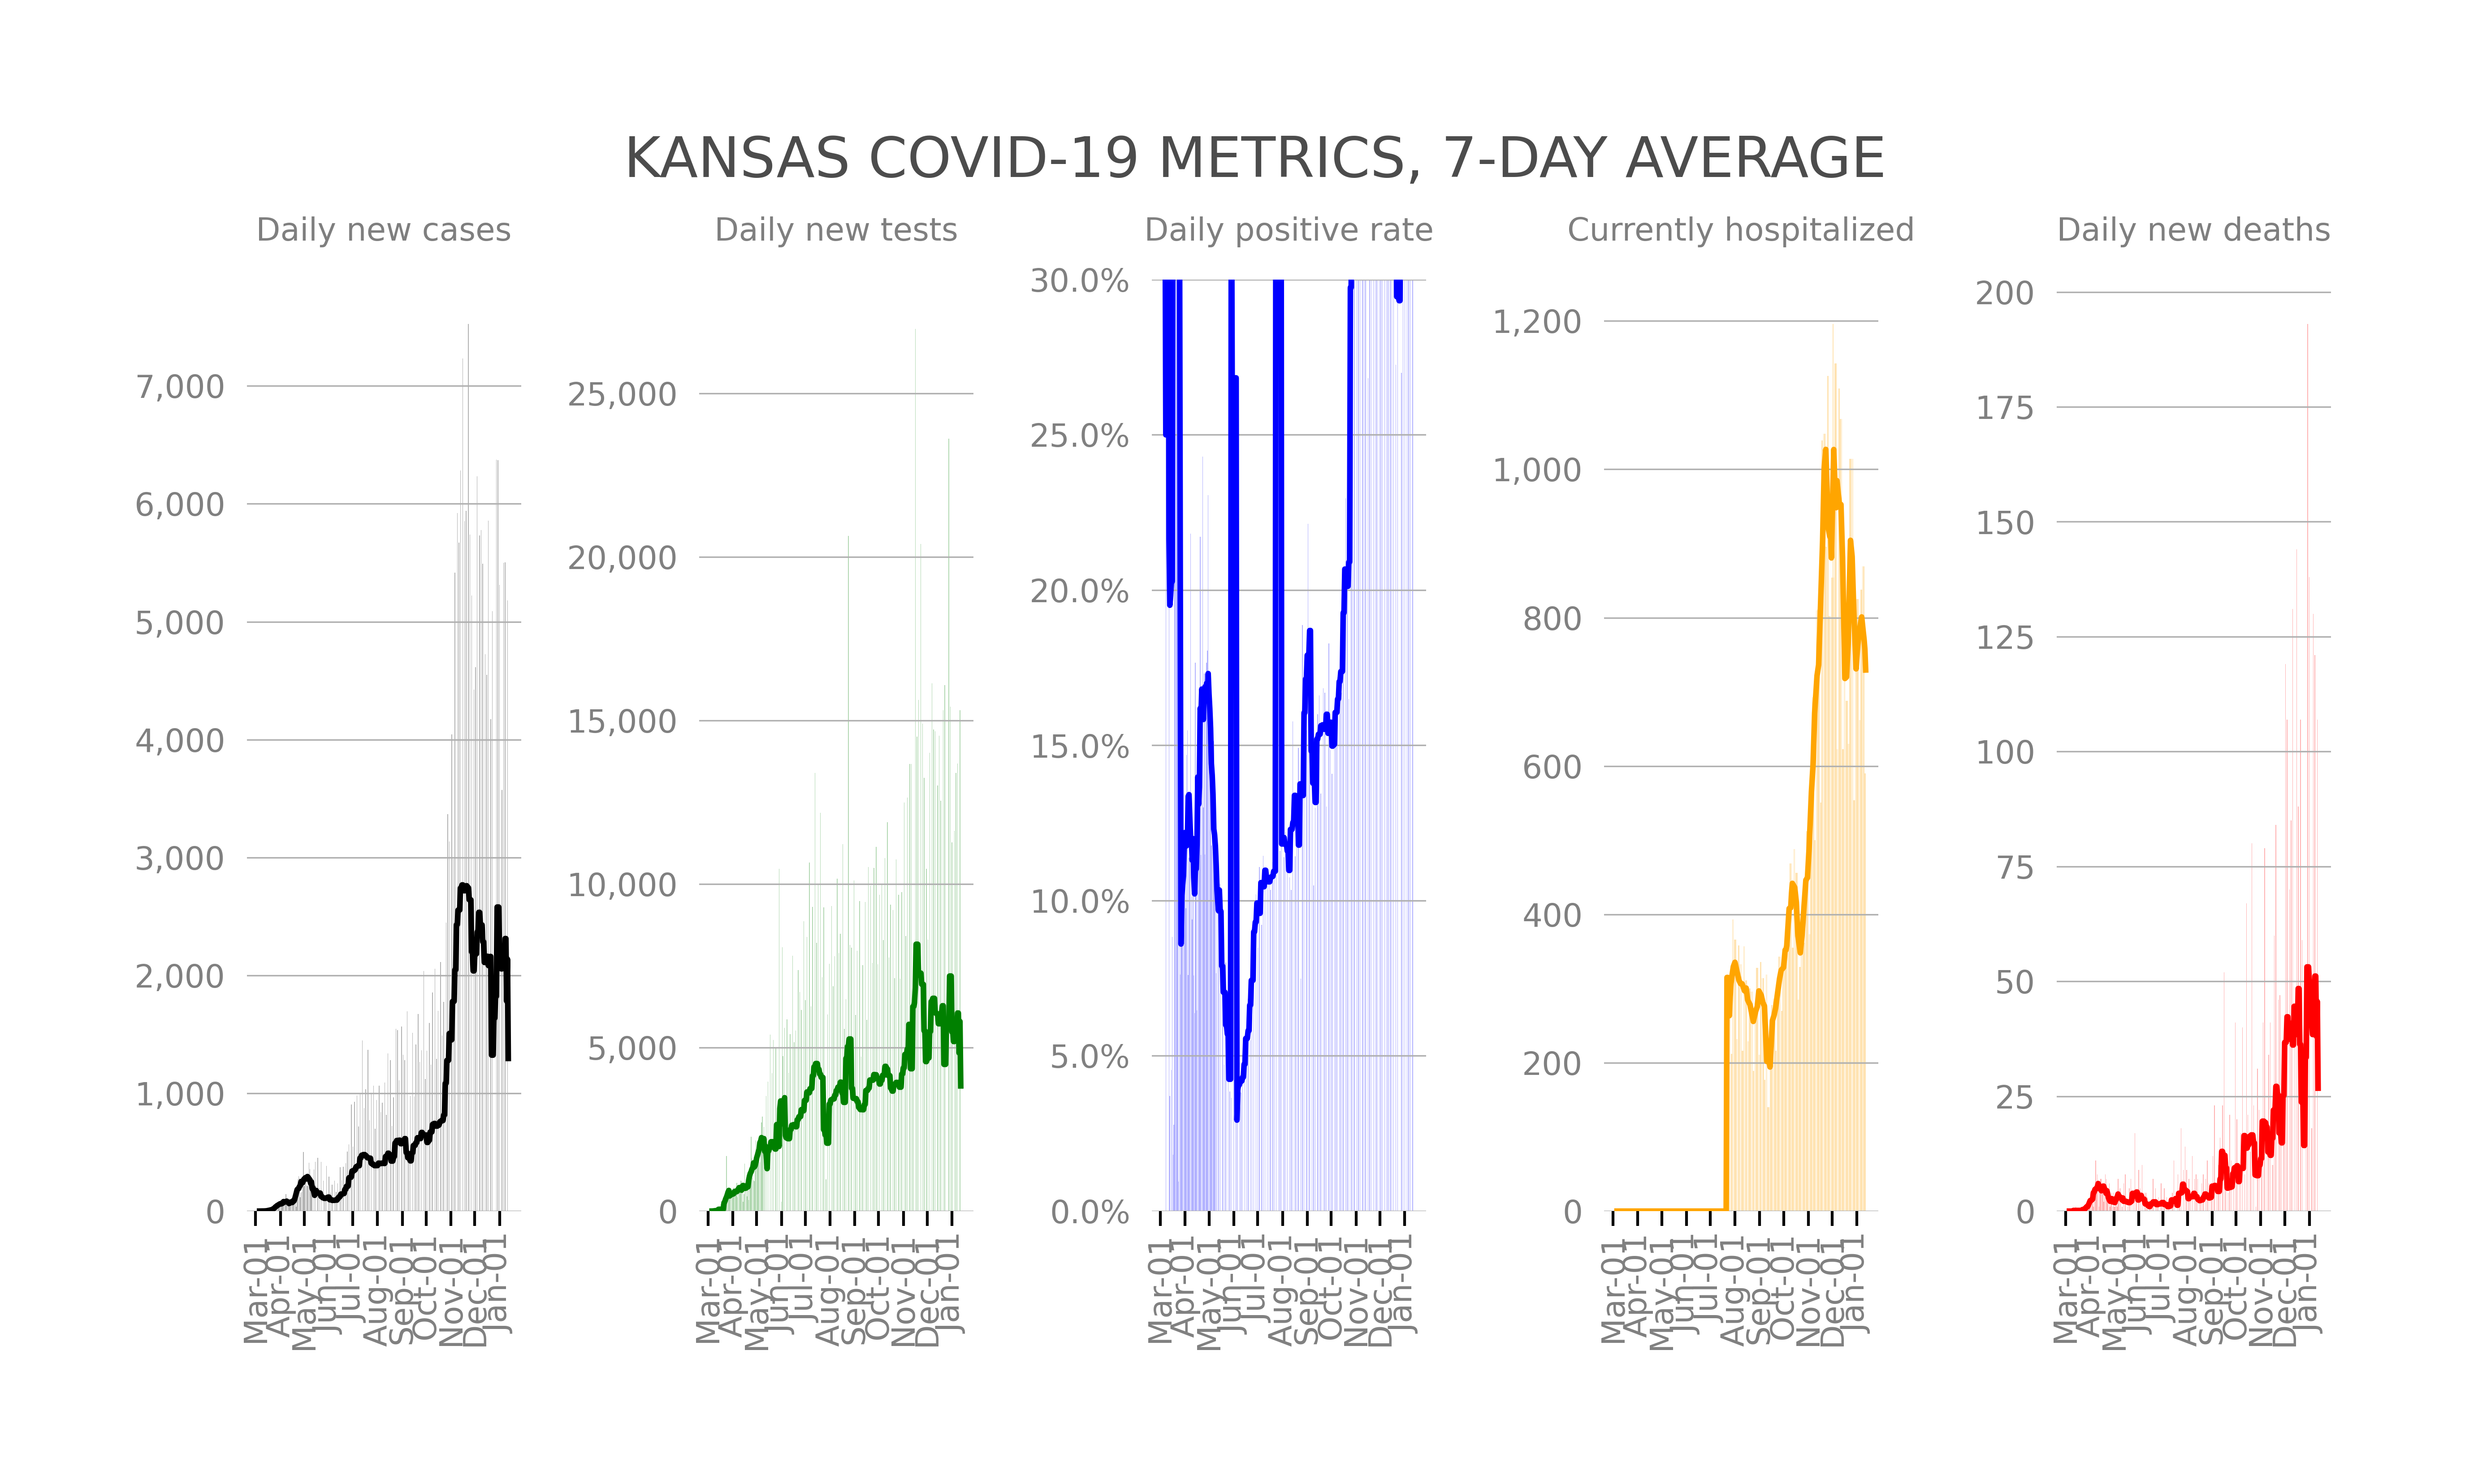 KANSAS COVID-19 METRICS, 7-DAY AVERAGE
Daily new cases
7,000
6,000
5,000
4,000
3,000
2,000
1,000
0
Mar-01
Apr-01
May-01
Jun-01
Jul-01
Aug-01
Sep-01
Oct-01
Nov-01
Dec-01
Jan-01
Daily new tests
25,000
20,000
15,000
10,000
5,000
0
Mar-01
Apr-01
May-01
Jun-01
Jul-01
Aug-01
Sep-01
Oct-01
Nov-01
Dec-01
Jan-01
Daily positive rate
30.0%
25.0%
20.0%
15.0%
10.0%
5.0%
0.0%
Mar-01
Apr-01
May-01
Jun-01
Jul-01
Aug-01
Sep-01
Oct-01
Nov-01
Dec-01
Jan-01
Currently hospitalized
1,200
1,000
800
600
400
200
0
Mar-01
Apr-01
May-01
Jun-01
Jul-01
Aug-01
Sep-01
Oct-01
Nov-01
Dec-01
Jan-01
Daily new deaths
200
175
150
125
100
75
50
25
0
Mar-01
Apr-01
May-01
Jun-01
Jul-01
Aug-01
Sep-01
Oct-01
Nov-01
Dec-01
Jan-01